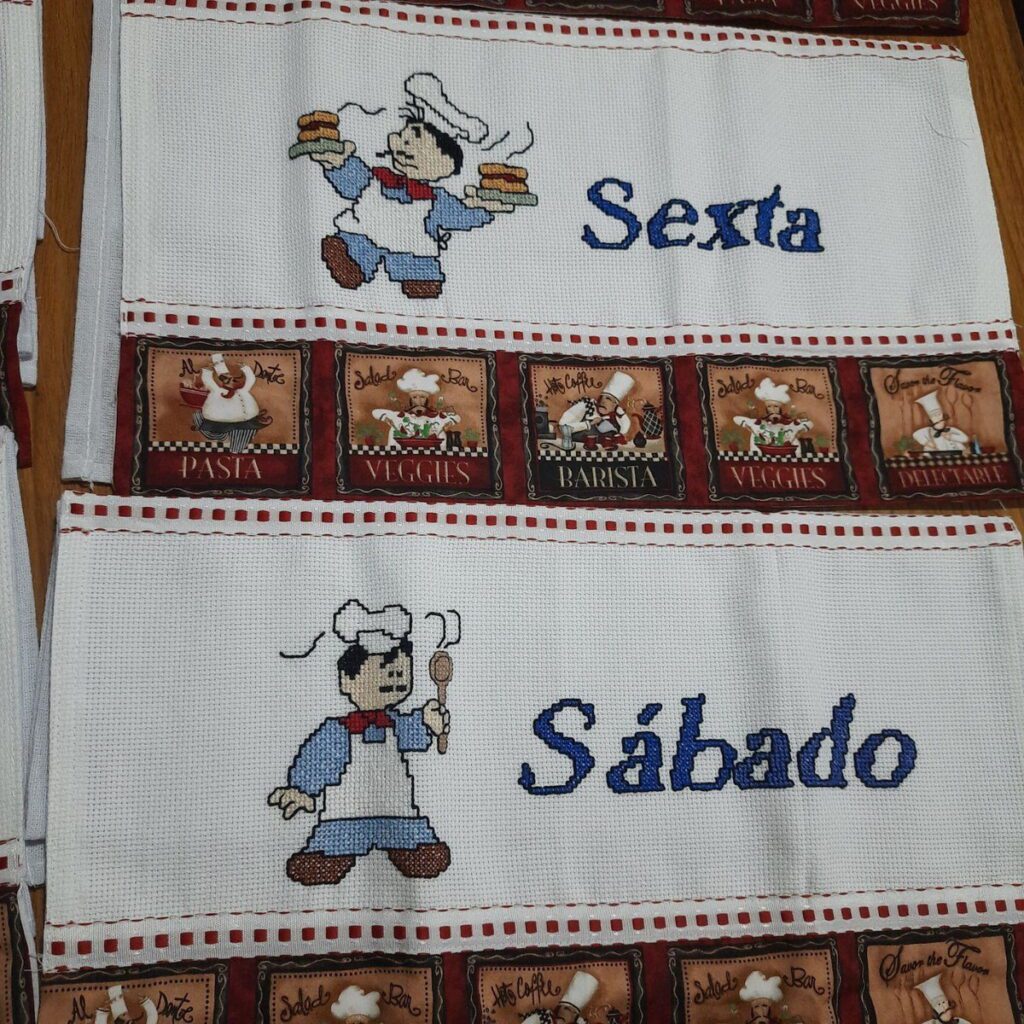 VEGGIES
Sexta
Al Dente
PASTA
Salad Bar
VEGGIES
Hot Coffee
BARISTA
Salad Bar
VEGGIES
Savor the Flavor
DELECTABLE
Sábado
Al Dente
Salad Bar
Hot Coffee
Salad Bar
Savor the Flavor